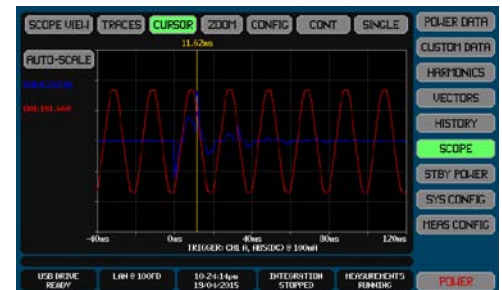 SCOPE VIEW TRACES CURSOR ZOOM CONFIG CONT SINGLE
POWER DATA
11.62ms
CUSTOM DATA
AUTO-SCALE
HARMONICS
VECTORS
HISTORY
SCOPE
STBY POWER
SYS CONFIG
MEAS CONFIG
-40ms 0ms 40ms 80ms 120ms
TRIGGER: CH1 A, ABS(DC) @ 100mA
USB DRIVE READY
LAN @ 100FD
10:24:14pm 19/04/2015
INTEGRATION STOPPED
MEASUREMENTS RUNNING
POWER